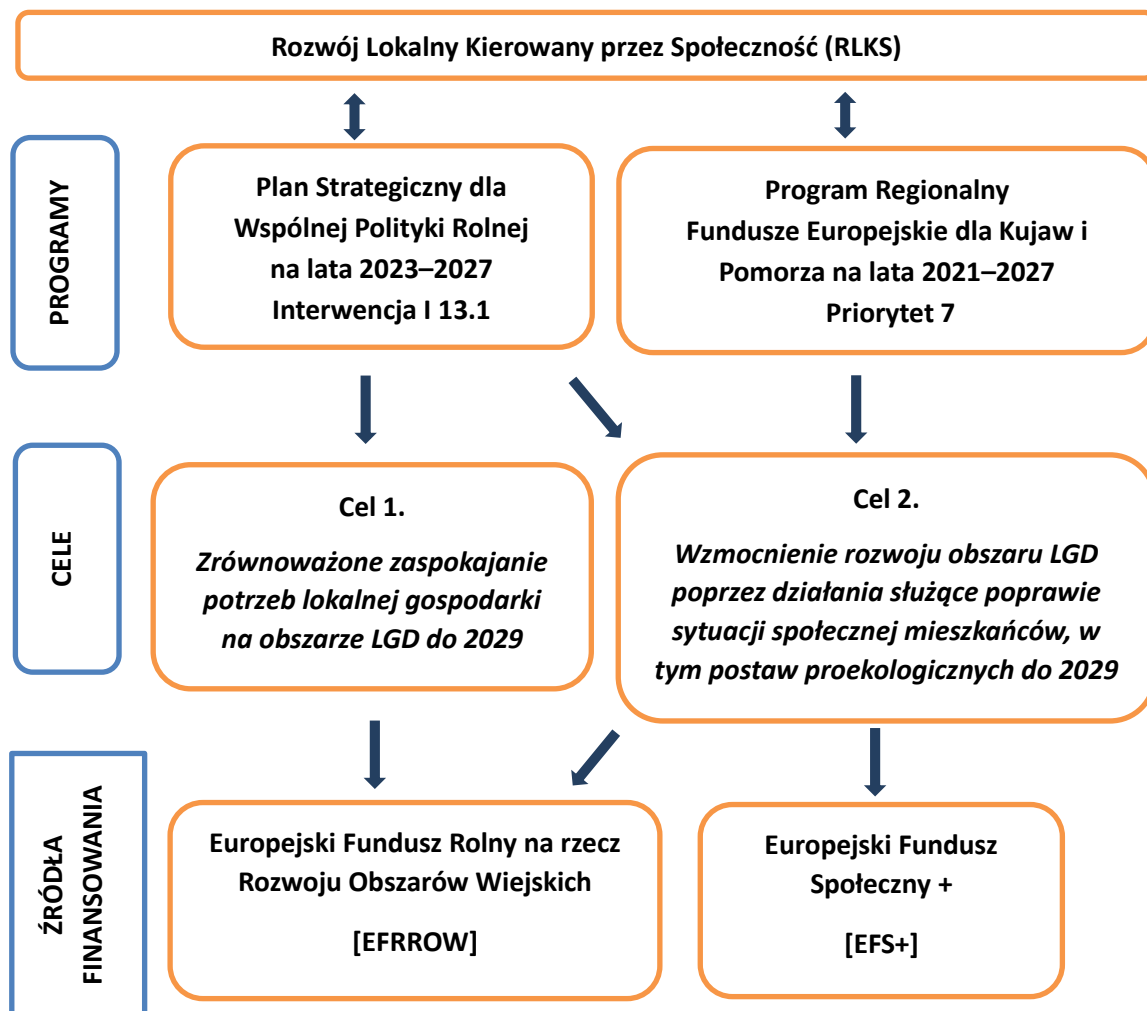 Rozwój Lokalny Kierowany przez Społeczność (RLKS)
PROGRAMY
Plan Strategiczny dla
Wspólnej Polityki Rolnej
na lata 2023–2027
Interwencja I 13.1
Program Regionalny
Fundusze Europejskie dla Kujaw i
Pomorza na lata 2021–2027
Priorytet 7
CELE
Cel 1.
Zrównoważone zaspokajanie
potrzeb lokalnej gospodarki
na obszarze LGD do 2029
Cel 2.
Wzmocnienie rozwoju obszaru LGD
poprzez działania służące poprawie
sytuacji społecznej mieszkańców, w
tym postaw proekologicznych do 2029
ŹRÓDŁA
FINANSOWANIA
Europejski Fundusz Rolny na rzecz
Rozwoju Obszarów Wiejskich
[EFRROW]
Europejski Fundusz
Społeczny +
[EFS+]